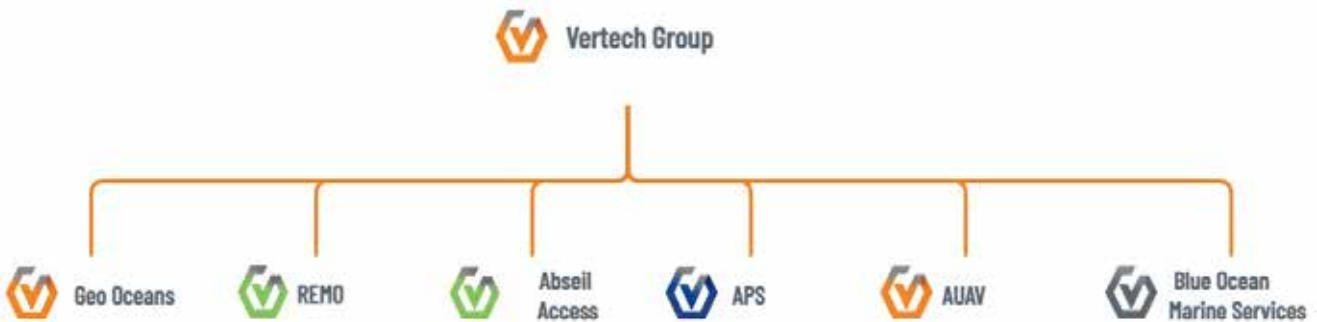 Vertech Group
Geo Oceans
REMO
Abseil
Access
APS
AUAV
Blue Ocean
Marine Services